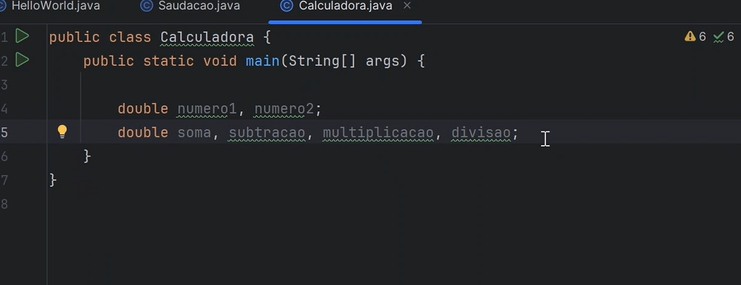 HelloWorld.java Saudacao.java Calculadora.java ×
1 public class Calculadora { 6 6
2 public static void main(String[] args) {
3
4 double numero1, numero2;
5 double soma, subtracao, multiplicacao, divisao;
6 }
7 }
8